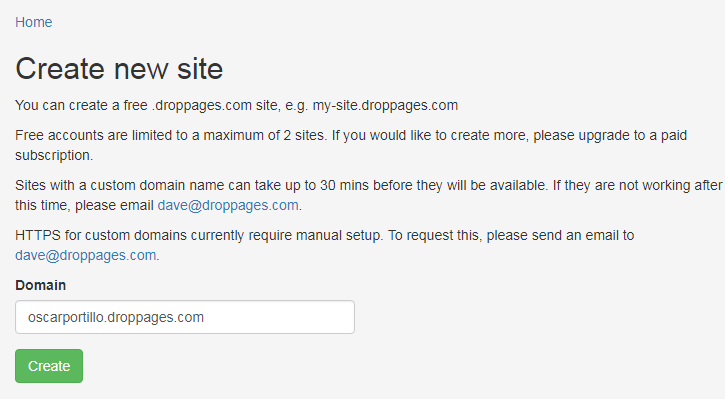 Home
Create new site
You can create a free .droppages.com site, e.g. my-site.droppages.com
Free accounts are limited to a maximum of 2 sites. If you would like to create more, please upgrade to a paid
subscription.
Sites with a custom domain name can take up to 30 mins before they will be available. If they are not working after
this time, please email dave@droppages.com.
HTTPS for custom domains currently require manual setup. To request this, please send an email to
dave@droppages.com.
Domain
oscarportillo.droppages.com
Create